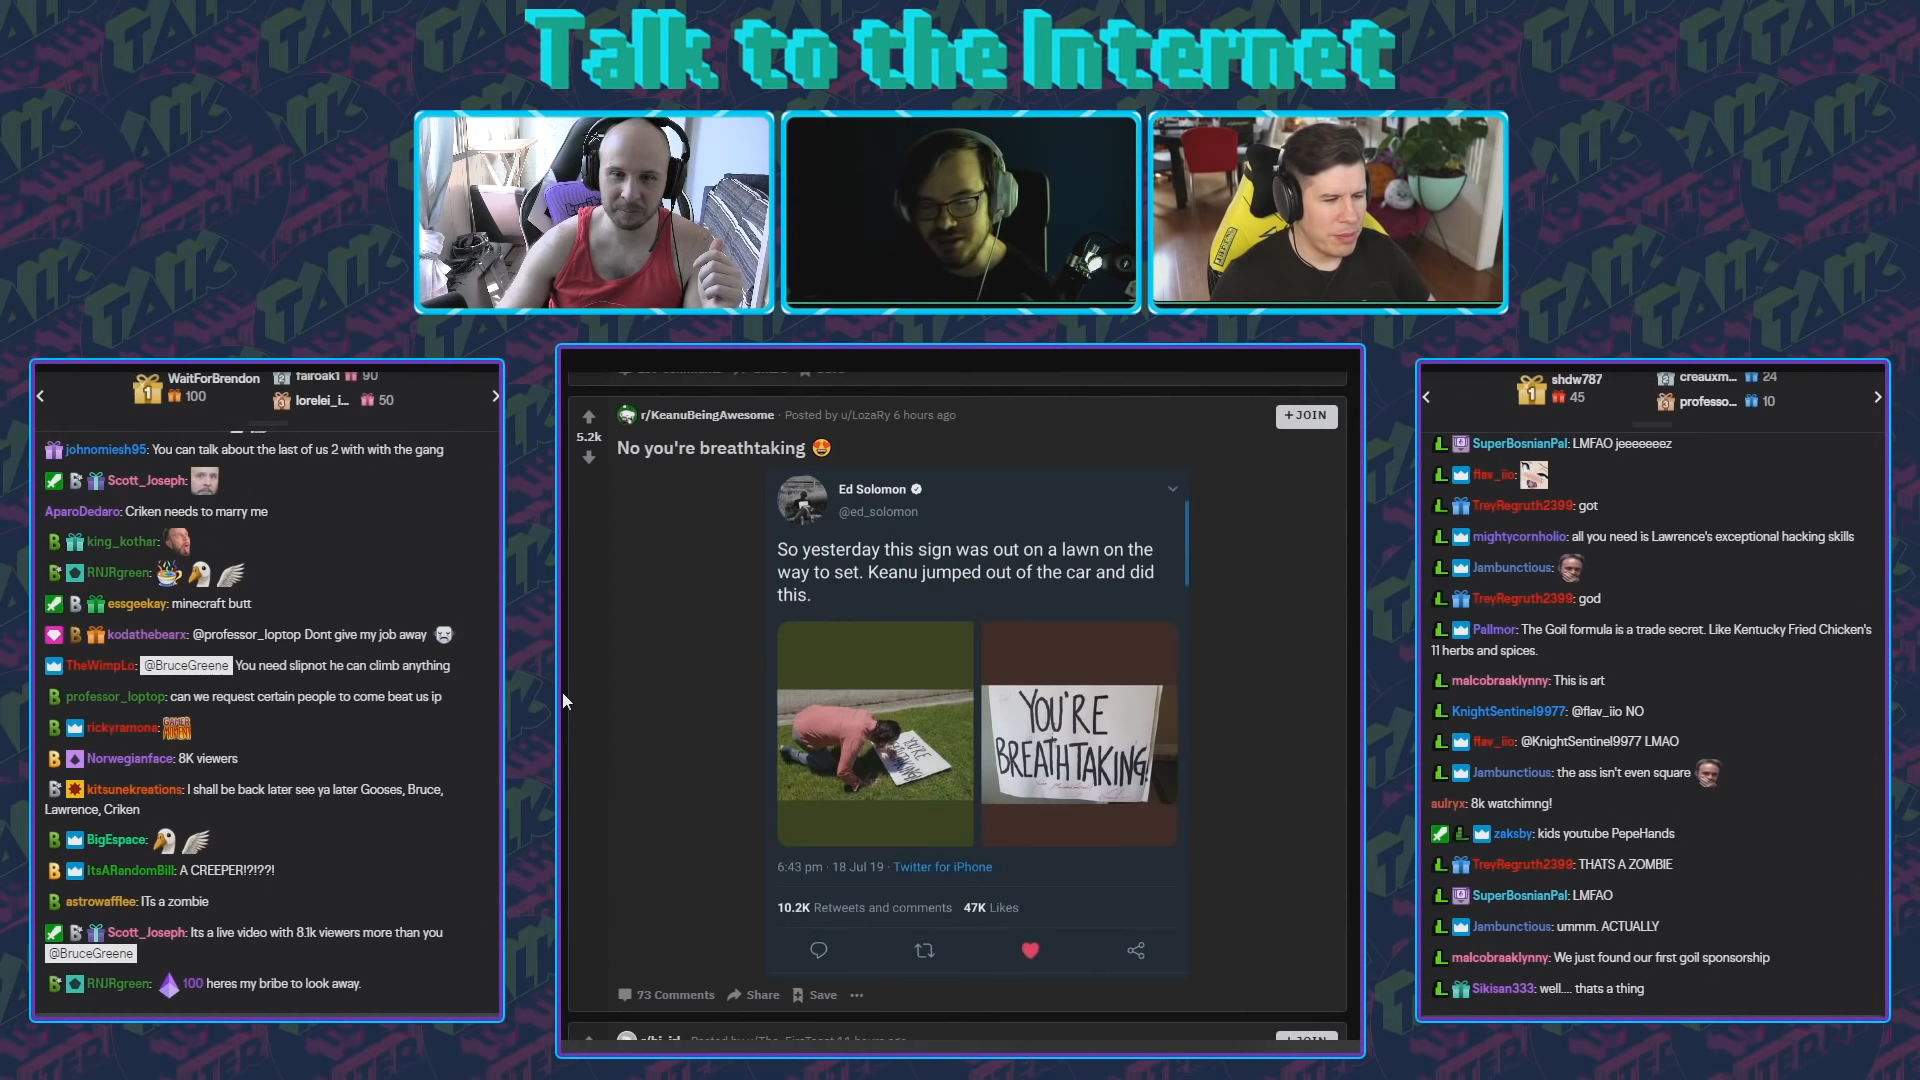 Talk to the Internet
WaitForBrendon
100
fairoak1 90
lorelei_i... 50
johnomiesh95: You can talk about the last of us 2 with with the gang
Scott_Joseph:
AparoDedaro: Criken needs to marry me
king_kothar:
RNJRgreen:
essgeekay: minecraft butt
kodathebearx: @professor_loptop Dont give my job away
TheWimpLo: @BruceGreene You need slipnot he can climb anything
professor_loptop: can we request certain people to come beat us ip
rickyramona:
Norwegianface: 8K viewers
kitsunekreations: I shall be back later see ya later Gooses, Bruce,
Lawrence, Criken
BigEspace:
ItsARandomBill: A CREEPER!?!??!
astrowafflee: ITs a zombie
Scott_Joseph: Its a live video with 8.1k viewers more than you
@BruceGreene
RNJRgreen: 100 heres my bribe to look away.
r/KeanuBeingAwesome · Posted by u/LozaRy 6 hours ago
+ JOIN
5.2k
No you're breathtaking
Ed Solomon
@ed_solomon
So yesterday this sign was out on a lawn on the
way to set. Keanu jumped out of the car and did
this.
YOU'RE
BREATHTAKING!
6:43 pm · 18 Jul 19 · Twitter for iPhone
10.2K Retweets and comments 47K Likes
73 Comments Share Save ...
shdw787
45
creauxm... 24
professo... 10
SuperBosnianPal: LMFAO jeeeeeeez
flav_iio:
TreyRegruth2399: got
mightycornholio: all you need is Lawrence's exceptional hacking skills
Jambunctious:
TreyRegruth2399: god
Pallmor: The Goil formula is a trade secret. Like Kentucky Fried Chicken's
11 herbs and spices.
malcobraaklynny: This is art
KnightSentinel9977: @flav_iio NO
flav_iio: @KnightSentinel9977 LMAO
Jambunctious: the ass isn't even square
aulryx: 8k watchimng!
zaksby: kids youtube PepeHands
TreyRegruth2399: THATS A ZOMBIE
SuperBosnianPal: LMFAO
Jambunctious: ummm. ACTUALLY
malcobraaklynny: We just found our first goil sponsorship
Sikisan333: well.... thats a thing